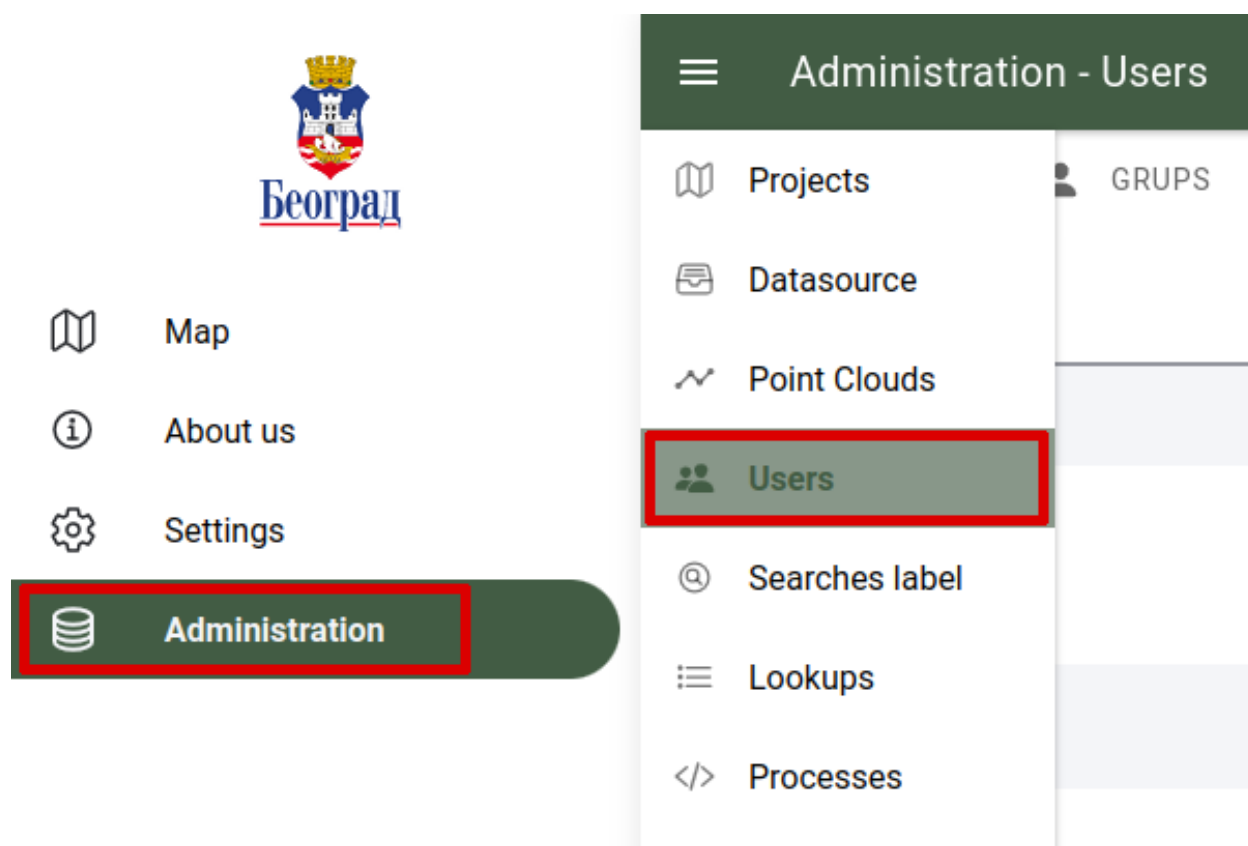 Београд
Map
About us
Settings
Administration
Administration - Users
Projects
GRUPS
Datasource
Point Clouds
Users
Searches label
Lookups
Processes